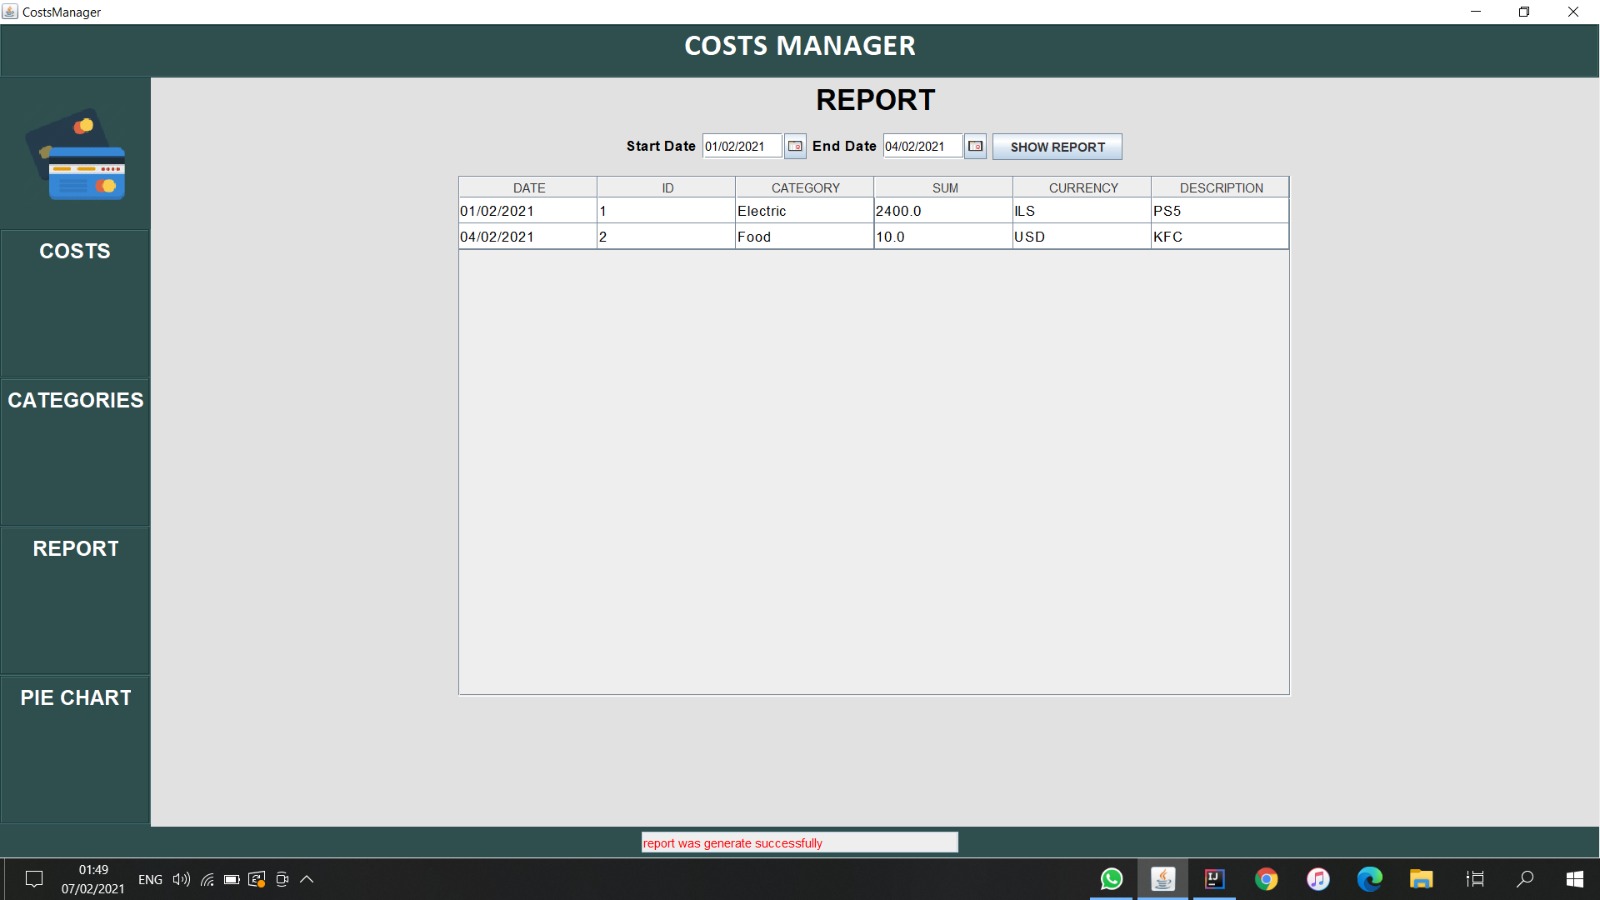 CostsManager
COSTS MANAGER
REPORT
Start Date 01/02/2021 End Date 04/02/2021 SHOW REPORT
DATE ID CATEGORY SUM CURRENCY DESCRIPTION
01/02/2021 1 Electric 2400.0 ILS PS5
04/02/2021 2 Food 10.0 USD KFC
COSTS
CATEGORIES
REPORT
PIE CHART
report was generate successfully
01:49
07/02/2021
ENG